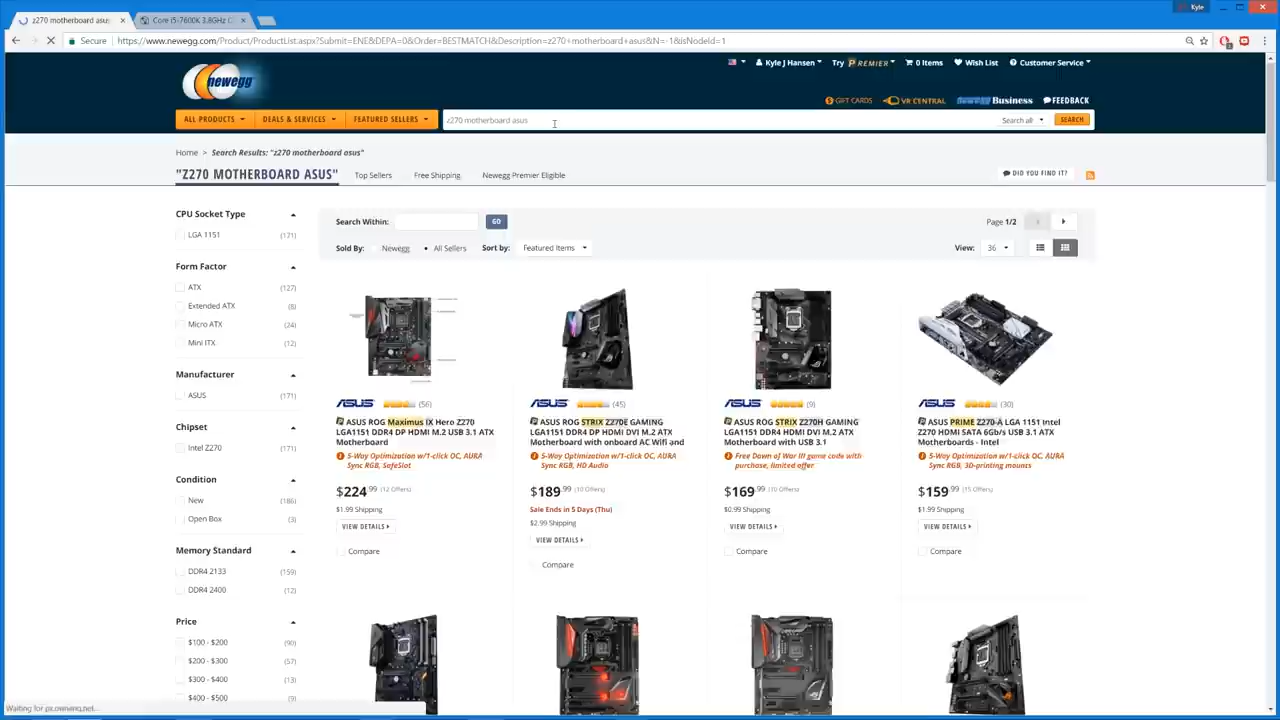 Kyle
z270 motherboard asus
Core i5-7600K 3.8GHz
Secure
https://www.newegg.com/Product/ProductList.aspx?Submit=ENE&DEPA=0&Order=BESTMATCH&Description=z270+motherboard+asus&N=-1&isNodeId=1
newegg
Kyle J Hansen
Try PREMIER
0 Items
Wish List
Customer Service
GIFT CARDS
VR CENTRAL
newegg Business
FEEDBACK
ALL PRODUCTS
DEALS & SERVICES
FEATURED SELLERS
z270 motherboard asus
Search all
SEARCH
Home > Search Results: "z270 motherboard asus"
"Z270 MOTHERBOARD ASUS"
Top Sellers
Free Shipping
Newegg Premier Eligible
DID YOU FIND IT?
CPU Socket Type
LGA 1151 (171)
Form Factor
ATX (127)
Extended ATX (8)
Micro ATX (24)
Mini ITX (12)
Manufacturer
ASUS (171)
Chipset
Intel Z270 (171)
Condition
New (186)
Open Box (3)
Memory Standard
DDR4 2133 (159)
DDR4 2400 (12)
Price
$100 - $200 (90)
$200 - $300 (57)
$300 - $400 (13)
$400 - $500 (9)
Search Within:
GO
Page 1/2
Sold By: Newegg All Sellers
Sort by: Featured Items
View: 36
ASUS (56)
ASUS ROG Maximus IX Hero Z270
LGA1151 DDR4 DP HDMI M.2 USB 3.1 ATX
Motherboard
5-Way Optimization w/1-click OC, AURA
Sync RGB, SafeSlot
$224.99 (12 Offers)
$1.99 Shipping
VIEW DETAILS
Compare
ASUS (45)
ASUS ROG STRIX Z270E GAMING
LGA1151 DDR4 DP HDMI M.2 ATX
Motherboard with onboard AC Wifi and
5-Way Optimization w/1-click OC, AURA
Sync RGB, HD Audio
$189.99 (10 Offers)
Sale Ends in 5 Days (Thu)
$2.99 Shipping
VIEW DETAILS
Compare
ASUS (9)
ASUS ROG STRIX Z270H GAMING
LGA1151 DDR4 HDMI DVI M.2 ATX
Motherboard with USB 3.1
Free Dawn of War III game code with
purchase, limited offer
$169.99 (10 Offers)
$0.99 Shipping
VIEW DETAILS
Compare
ASUS (30)
ASUS PRIME Z270-A LGA 1151 Intel
Z270 HDMI SATA 6Gb/s USB 3.1 ATX
Motherboards - Intel
5-Way Optimization w/1-click OC, AURA
Sync RGB, 3D-printing mounts
$159.99 (15 Offers)
$1.99 Shipping
VIEW DETAILS
Compare